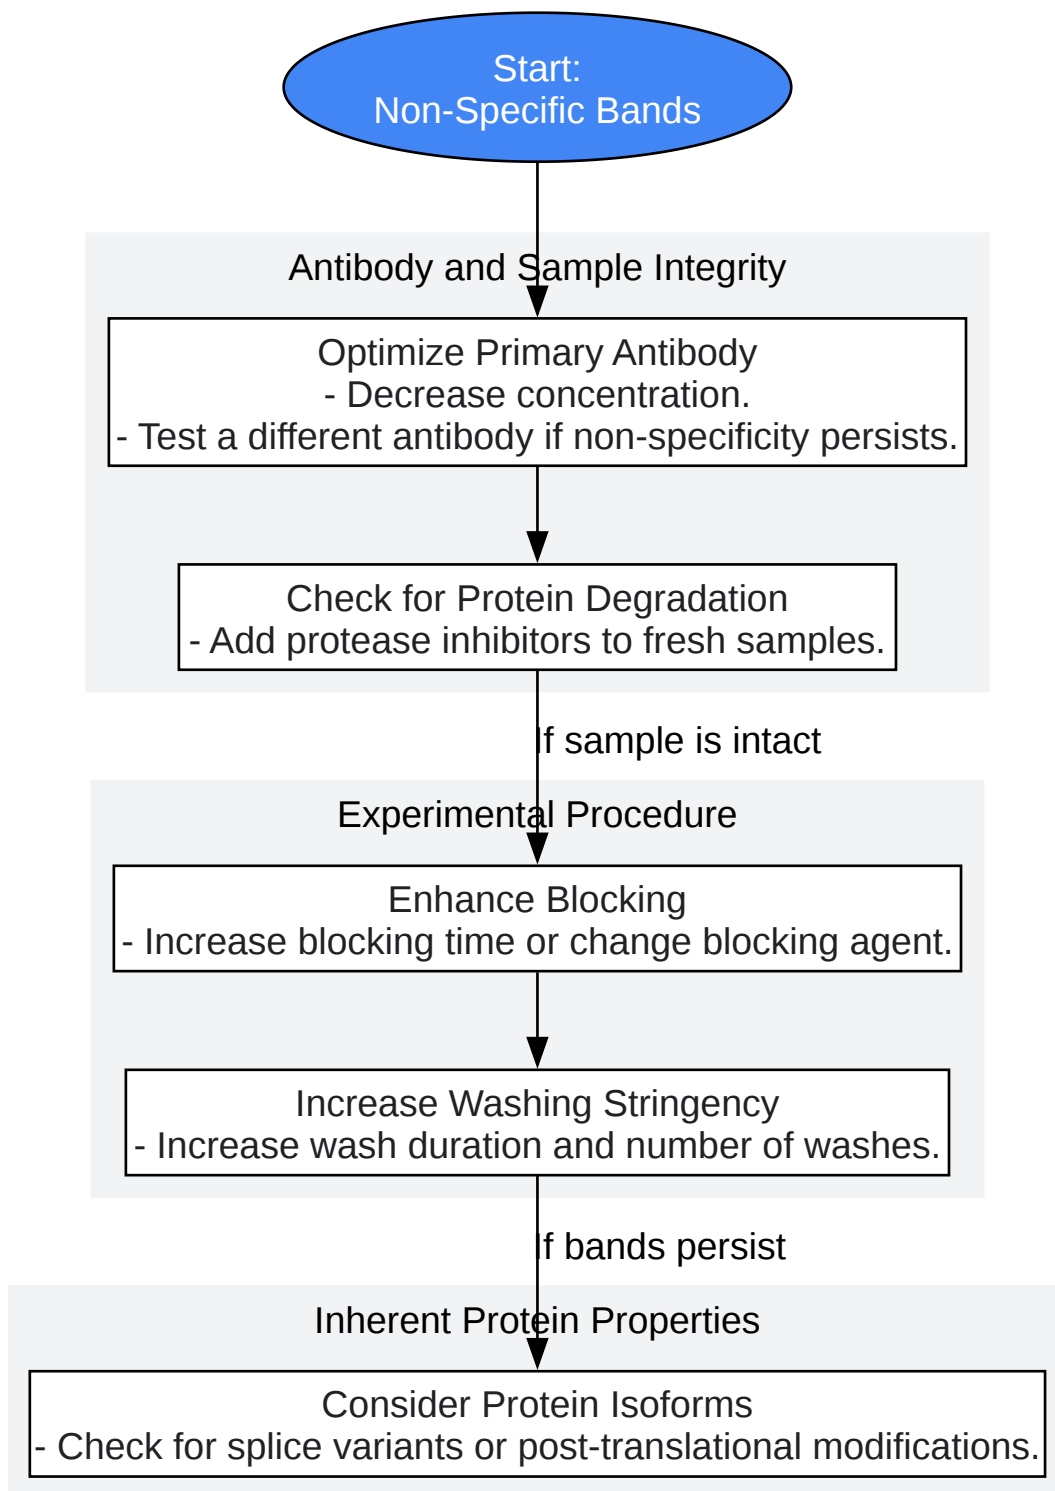 Start:
Non-Specific Bands
Antibody and Sample Integrity
Optimize Primary Antibody
- Decrease concentration.
- Test a different antibody if non-specificity persists.
Check for Protein Degradation
- Add protease inhibitors to fresh samples.
If sample is intact
Experimental Procedure
Enhance Blocking
- Increase blocking time or change blocking agent.
Increase Washing Stringency
- Increase wash duration and number of washes.
If bands persist
Inherent Protein Properties
Consider Protein Isoforms
- Check for splice variants or post-translational modifications.